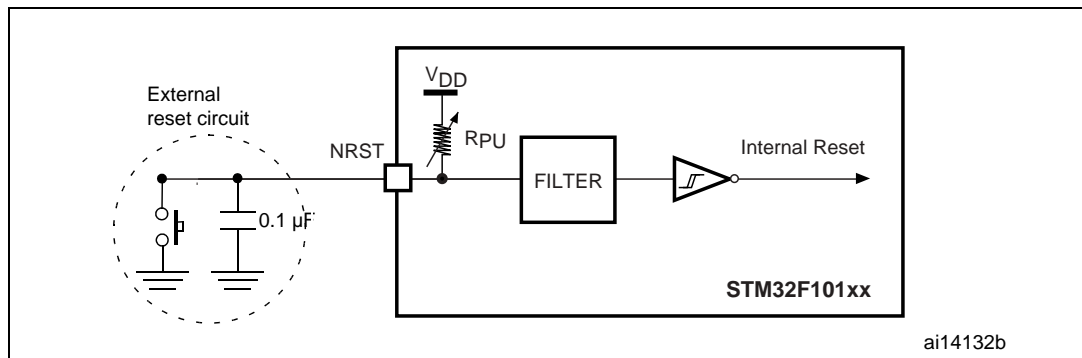 VDD
External
reset circuit
NRST
RPU
FILTER
Internal Reset
0.1 µF
STM32F101xx
ai14132b